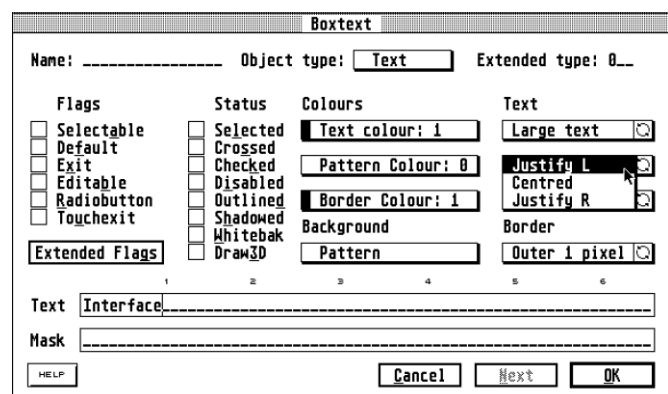 Boxtext
Name: ________________ Object type: Text Extended type: 0__
Flags Status Colours Text
Selectable Selected Text colour: 1 Large text
Default Crossed
Exit Checked Pattern Colour: 0 Justify L
Editable Disabled Centred
Radiobutton Outlined Border Colour: 1 Justify R
Touchexit Shadowed
Whitebak Background Border
Extended Flags Draw3D Pattern Outer 1 pixel
1 2 3 4 5 6
Text Interface
Mask
HELP Cancel Next OK